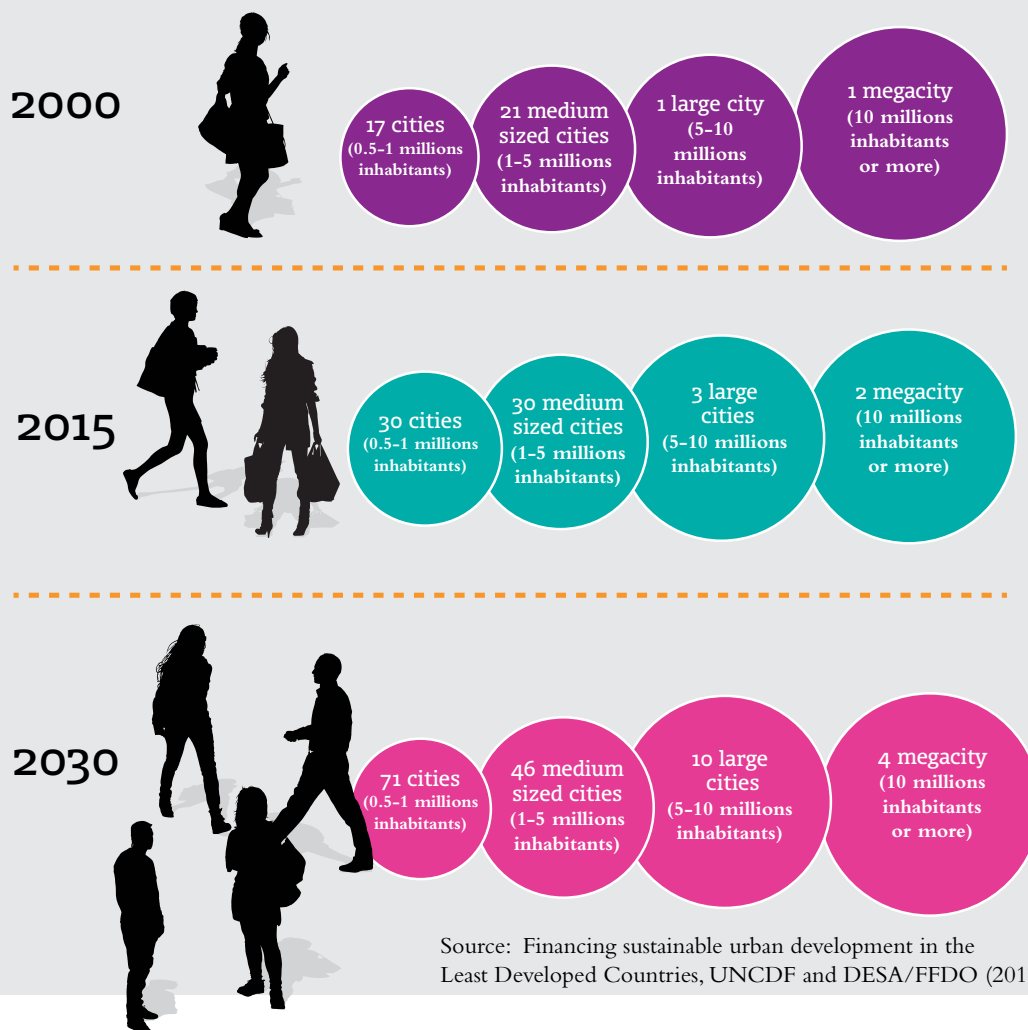 2000
17 cities
(0.5-1 millions
inhabitants)
21 medium
sized cities
(1-5 millions
inhabitants)
1 large city
(5-10
millions
inhabitants)
1 megacity
(10 millions
inhabitants
or more)
2015
30 cities
(0.5-1 millions
inhabitants)
30 medium
sized cities
(1-5 millions
inhabitants)
3 large
cities
(5-10 millions
inhabitants)
2 megacity
(10 millions
inhabitants
or more)
2030
71 cities
(0.5-1 millions
inhabitants)
46 medium
sized cities
(1-5 millions
inhabitants)
10 large
cities
(5-10 millions
inhabitants)
4 megacity
(10 millions
inhabitants
or more)
Source: Financing sustainable urban development in the
Least Developed Countries, UNCDF and DESA/FFDO